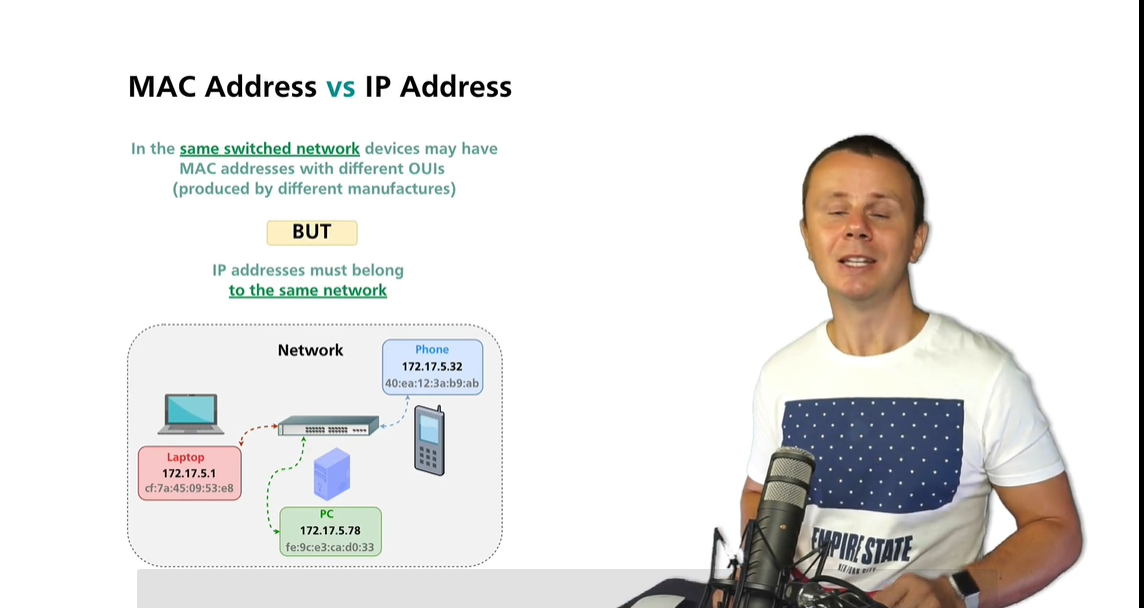 MAC Address vs IP Address
In the same switched network devices may have
MAC addresses with different OUIs
(produced by different manufactures)
BUT
IP addresses must belong
to the same network
Network
Phone
172.17.5.32
40:ea:12:3a:b9:ab
Laptop
172.17.5.1
cf:7a:45:09:53:e8
PC
172.17.5.78
fe:9c:e3:ca:d0:33
EMPIRE STATE